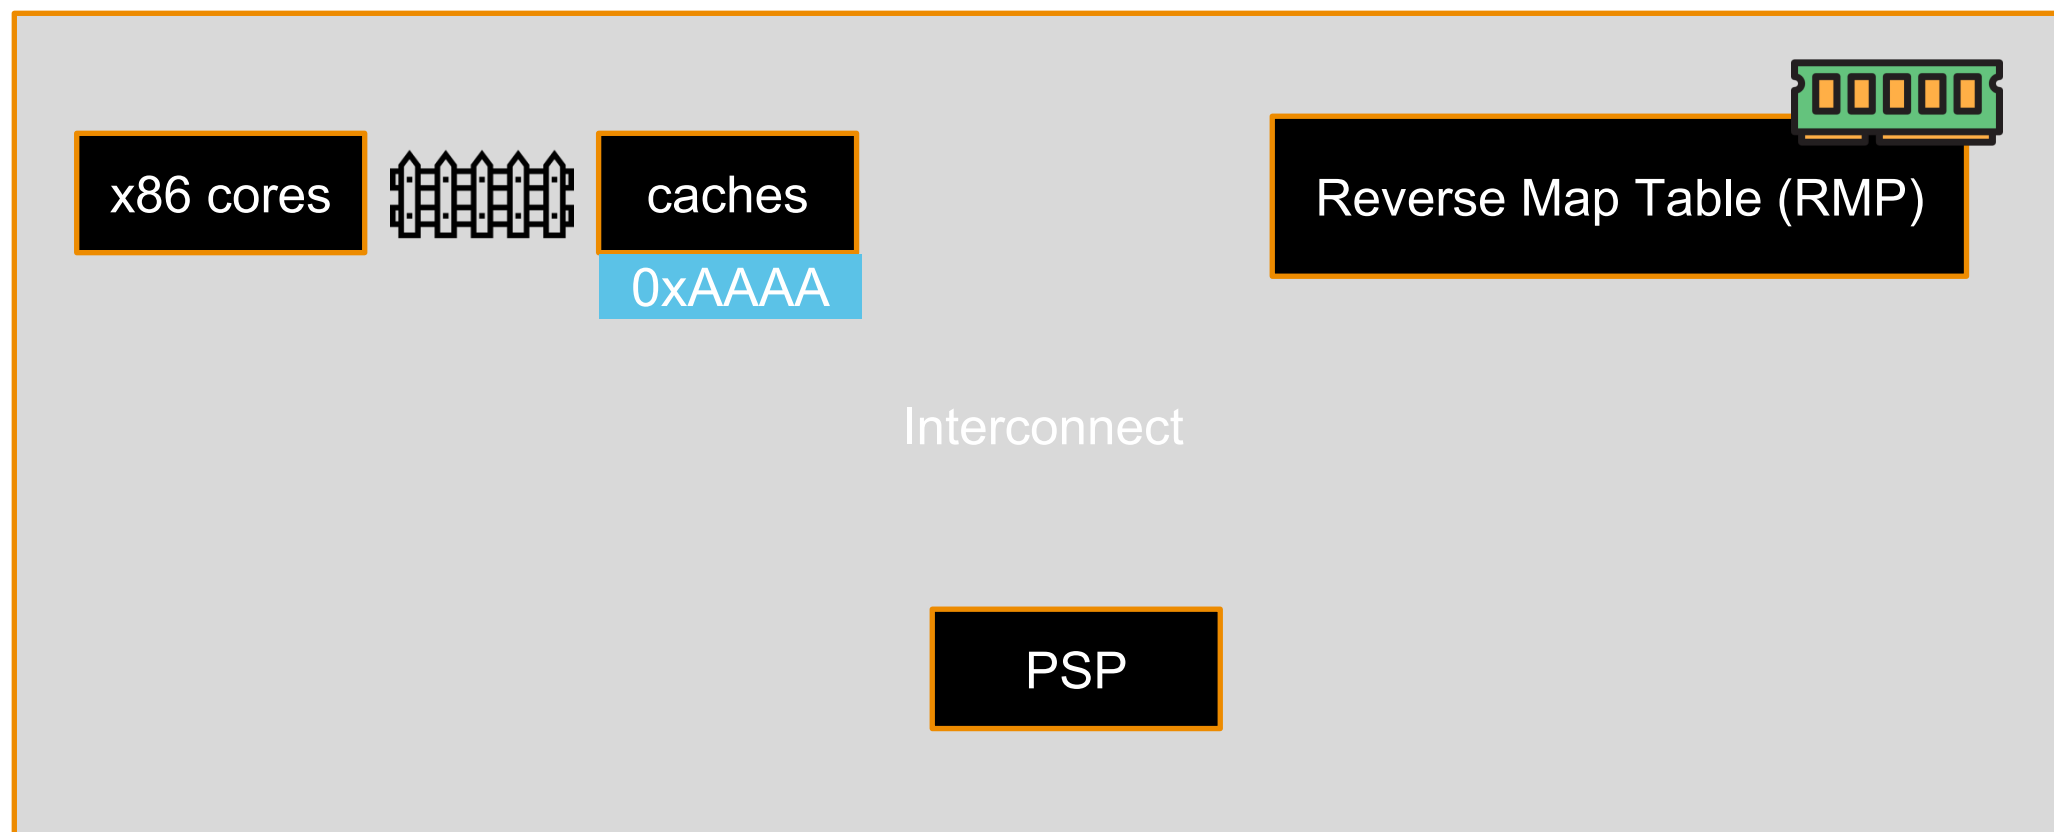 x86 cores
caches
Reverse Map Table (RMP)
0xAAAA
Interconnect
PSP